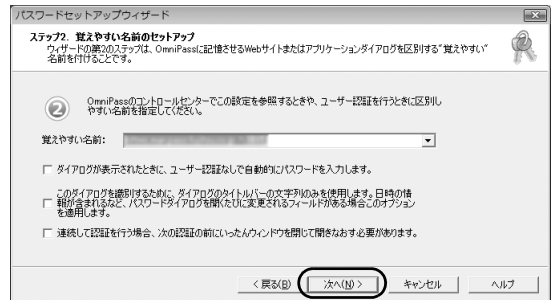 パスワードセットアップウィザード
ステップ2. 覚えやすい名前のセットアップ
ウィザードの第2のステップは、OmniPassに記憶させるWebサイトまたはアプリケーションダイアログを区別する"覚えやすい"
名前を付けることです。
2
OmniPassのコントロールセンターでこの設定を参照するときや、ユーザー認証を行うときに区別し
やすい名前を指定してください。
覚えやすい名前:
ダイアログが表示されたときに、ユーザー認証なしで自動的にパスワードを入力します。
このダイアログを識別するために、ダイアログのタイトルバーの文字列のみを使用します。日時の情
報が含まれるなど、パスワードダイアログを開くたびに変更されるフィールドがある場合このオプション
を適用します。
連続して認証を行う場合、次の認証の前にいったんウィンドウを閉じて開きなおす必要があります。
< 戻る(B) 次へ(N) > キャンセル ヘルプ